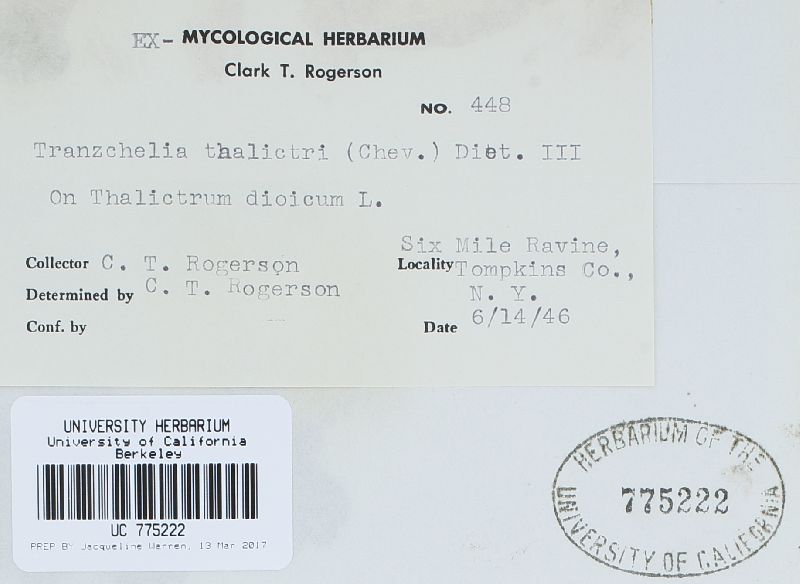 EX- MYCOLOGICAL HERBARIUM
Clark T. Rogerson
NO. 448
Tranzchelia thalictri (Chev.) Diet. III
On Thalictrum dioicum L.
Collector C. T. Rogerson
Determined by C. T. Rogerson
Conf. by
Six Mile Ravine,
Locality Tompkins Co.,
N. Y.
Date 6/14/46
UNIVERSITY HERBARIUM
University of California
Berkeley
UC 775222
PREP BY Jacqueline Warren, 13 Mar 2017
HERBARIUM OF THE
775222
UNIVERSITY OF CALIFORNIA